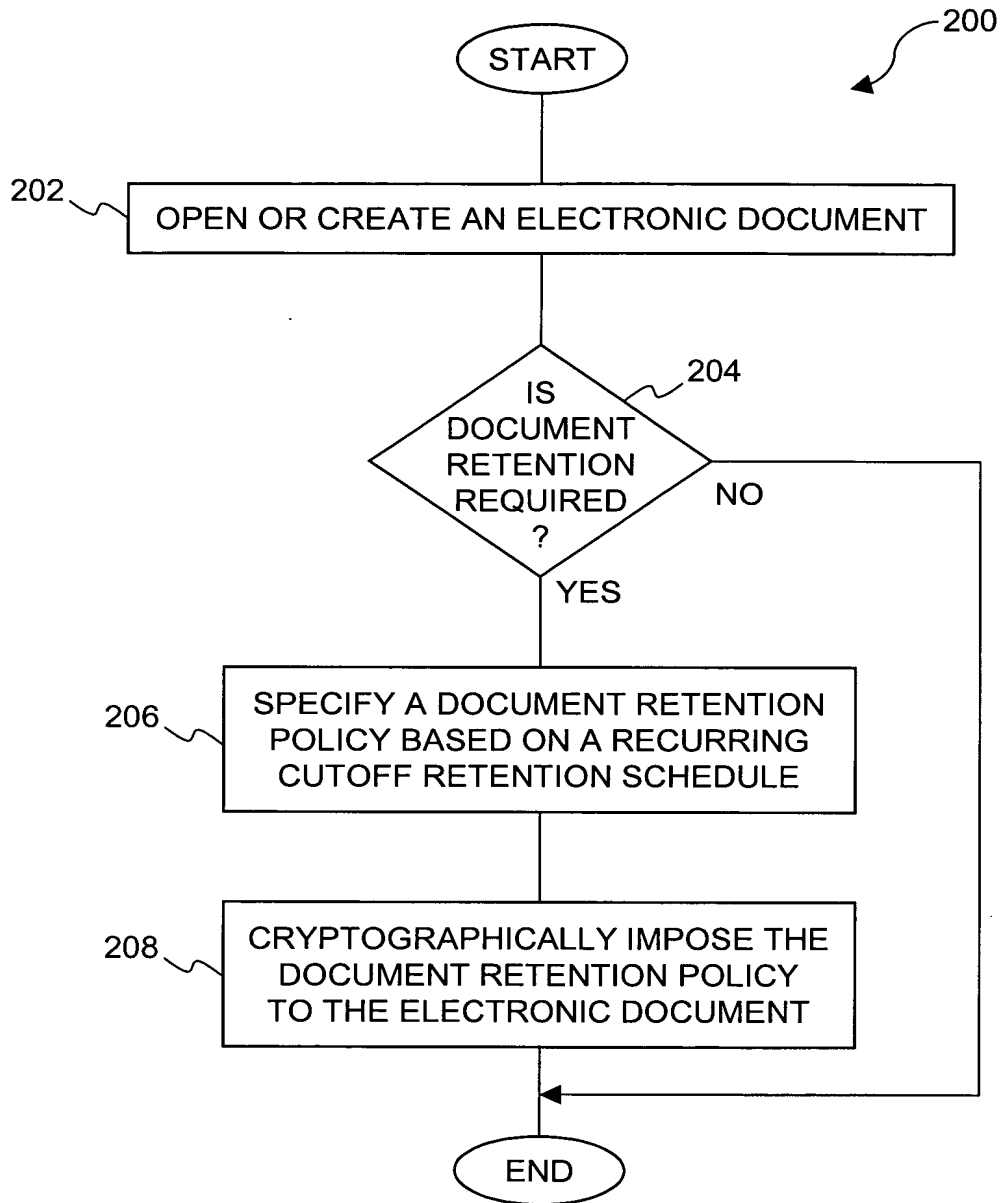 200
START
202
OPEN OR CREATE AN ELECTRONIC DOCUMENT
204
IS
DOCUMENT
RETENTION
REQUIRED
?
NO
YES
206
SPECIFY A DOCUMENT RETENTION
POLICY BASED ON A RECURRING
CUTOFF RETENTION SCHEDULE
208
CRYPTOGRAPHICALLY IMPOSE THE
DOCUMENT RETENTION POLICY
TO THE ELECTRONIC DOCUMENT
END